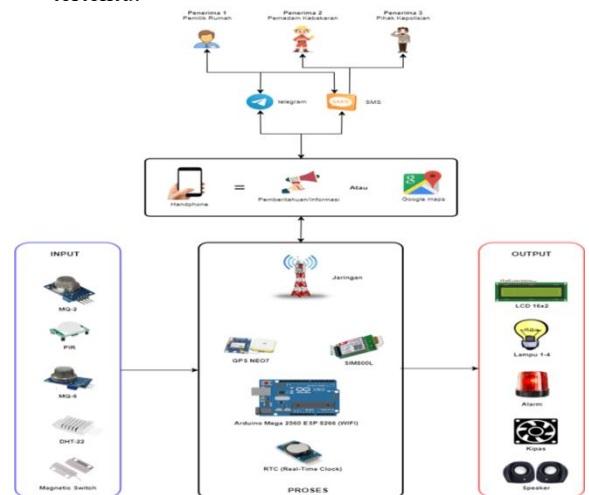 Penerima 1
Pemilik Rumah
Penerima 2
Pemadam Kebakaran
Penerima 3
Pihak Kepolisian
telegram
SMS
SMS
Handphone
=
Pemberitahuan/Informasi
Atau
Google maps
INPUT
MQ-2
PIR
MQ-6
DHT-22
Magnetic Switch
Jaringan
GPS NEO7
SIM800L
Arduino Mega 2560 ESP 8266 (WIFI)
RTC (Real-Time Clock)
PROSES
OUTPUT
LCD 16x2
Lampu 1-4
Alarm
Kipas
Speaker